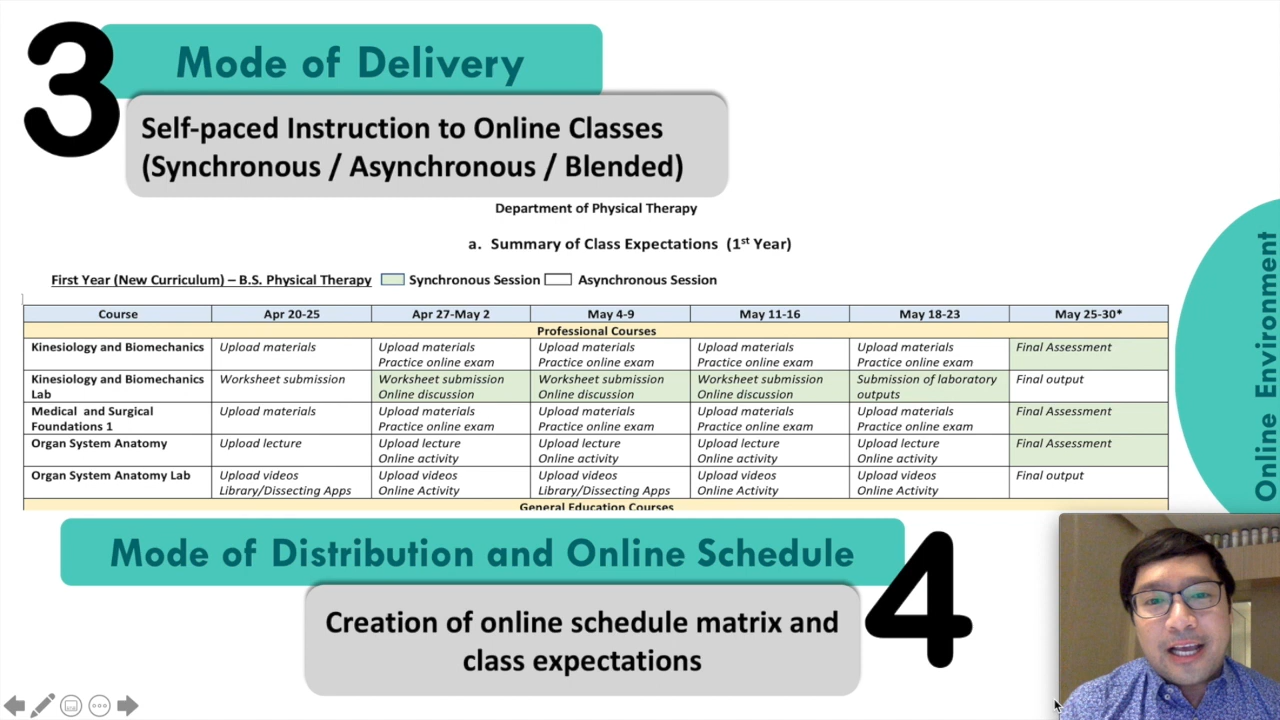 3
Mode of Delivery
Self-paced Instruction to Online Classes
(Synchronous / Asynchronous / Blended)
Department of Physical Therapy
a. Summary of Class Expectations (1st Year)
First Year (New Curriculum) – B.S. Physical Therapy Synchronous Session Asynchronous Session
Course Apr 20-25 Apr 27-May 2 May 4-9 May 11-16 May 18-23 May 25-30*
Professional Courses
Kinesiology and Biomechanics Upload materials Upload materials Upload materials Upload materials Upload materials Final Assessment
Practice online exam Practice online exam Practice online exam Practice online exam
Kinesiology and Biomechanics Worksheet submission Worksheet submission Worksheet submission Worksheet submission Submission of laboratory Final output
Lab Online discussion Online discussion Online discussion outputs
Medical and Surgical Upload materials Upload materials Upload materials Upload materials Upload materials Final Assessment
Foundations 1 Practice online exam Practice online exam Practice online exam Practice online exam
Organ System Anatomy Upload lecture Upload lecture Upload lecture Upload lecture Upload lecture Final Assessment
Online activity Online activity Online activity Online activity
Organ System Anatomy Lab Upload videos Upload videos Upload videos Upload videos Upload videos Final output
Library/Dissecting Apps Online Activity Library/Dissecting Apps Online Activity Online Activity
General Education Courses
Online Environment
Mode of Distribution and Online Schedule
4
Creation of online schedule matrix and
class expectations